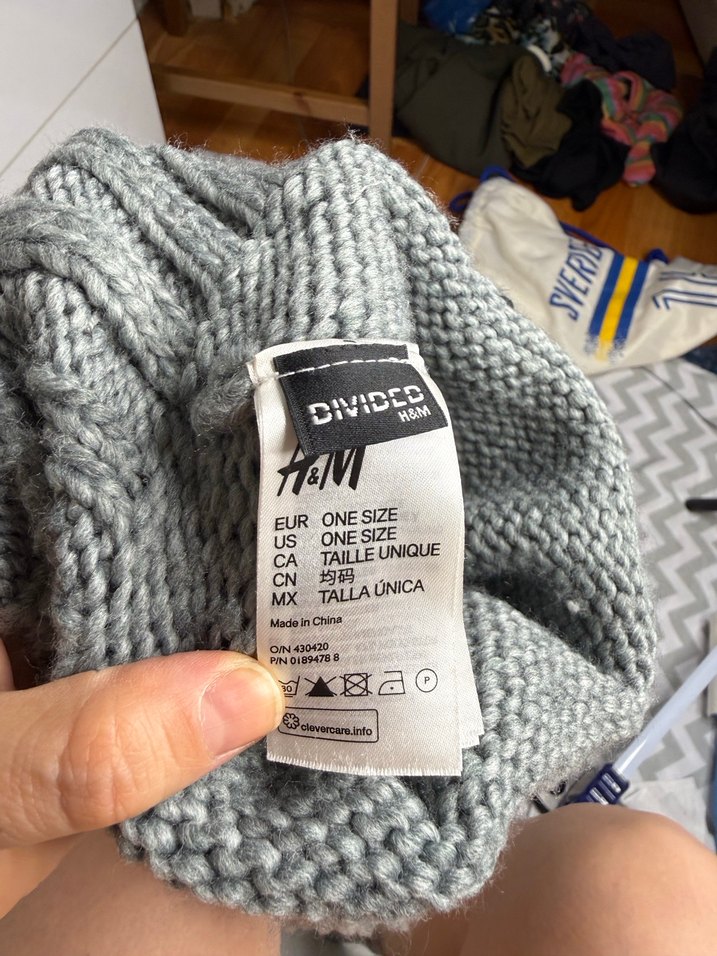 DIVIDED
H&M
H&M
EUR ONE SIZE
US ONE SIZE
CA TAILLE UNIQUE
CN 均码
MX TALLA ÚNICA
Made in China
O/N 430420
P/N 0189478 8
30
P
clevercare.info